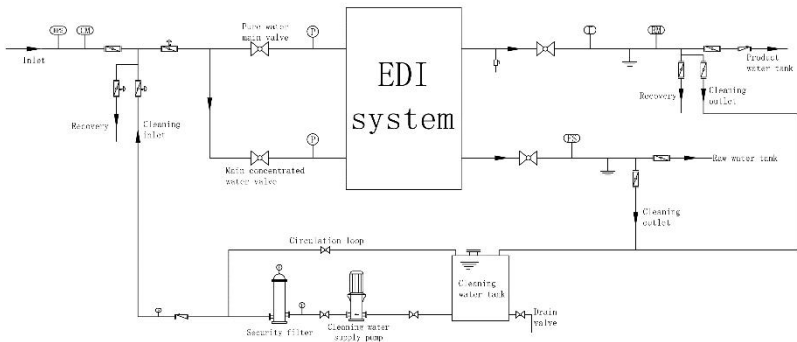 Pure water
main valve
P
Inlet
EDI
system
RM
Product
water tank
Recovery
Cleaning
inlet
Recovery
Cleaning
outlet
P
Main concentrated
water valve
FS
Raw water tank
Cleaning
outlet
Circulation loop
Cleaning
water tank
Drain
valve
Security filter
Cleaning water
supply pump